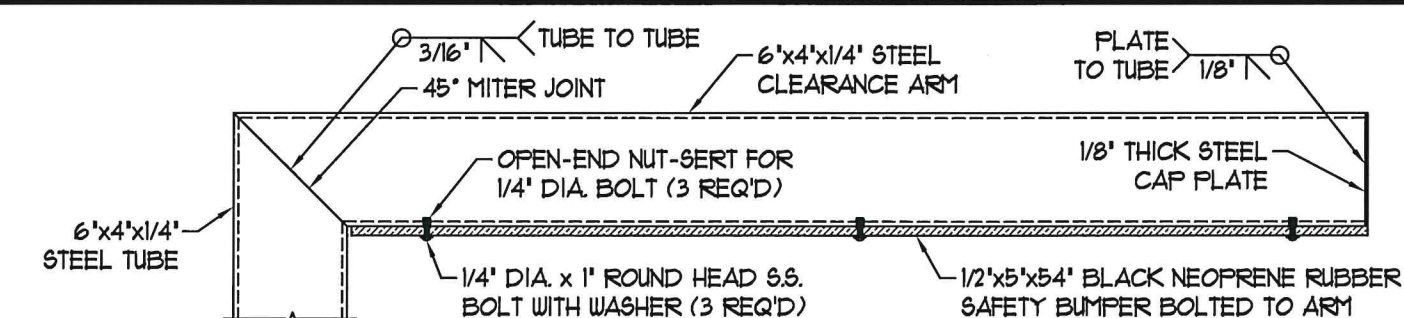 3/16" TUBE TO TUBE
45° MITER JOINT
6"x4"x1/4" STEEL
CLEARANCE ARM
PLATE
TO TUBE 1/8"
OPEN-END NUT-SERT FOR
1/4" DIA. BOLT (3 REQ'D)
1/8" THICK STEEL
CAP PLATE
6"x4"x1/4"
STEEL TUBE
1/4" DIA. x 1" ROUND HEAD S.S.
BOLT WITH WASHER (3 REQ'D)
1/2"x5"x54" BLACK NEOPRENE RUBBER
SAFETY BUMPER BOLTED TO ARM